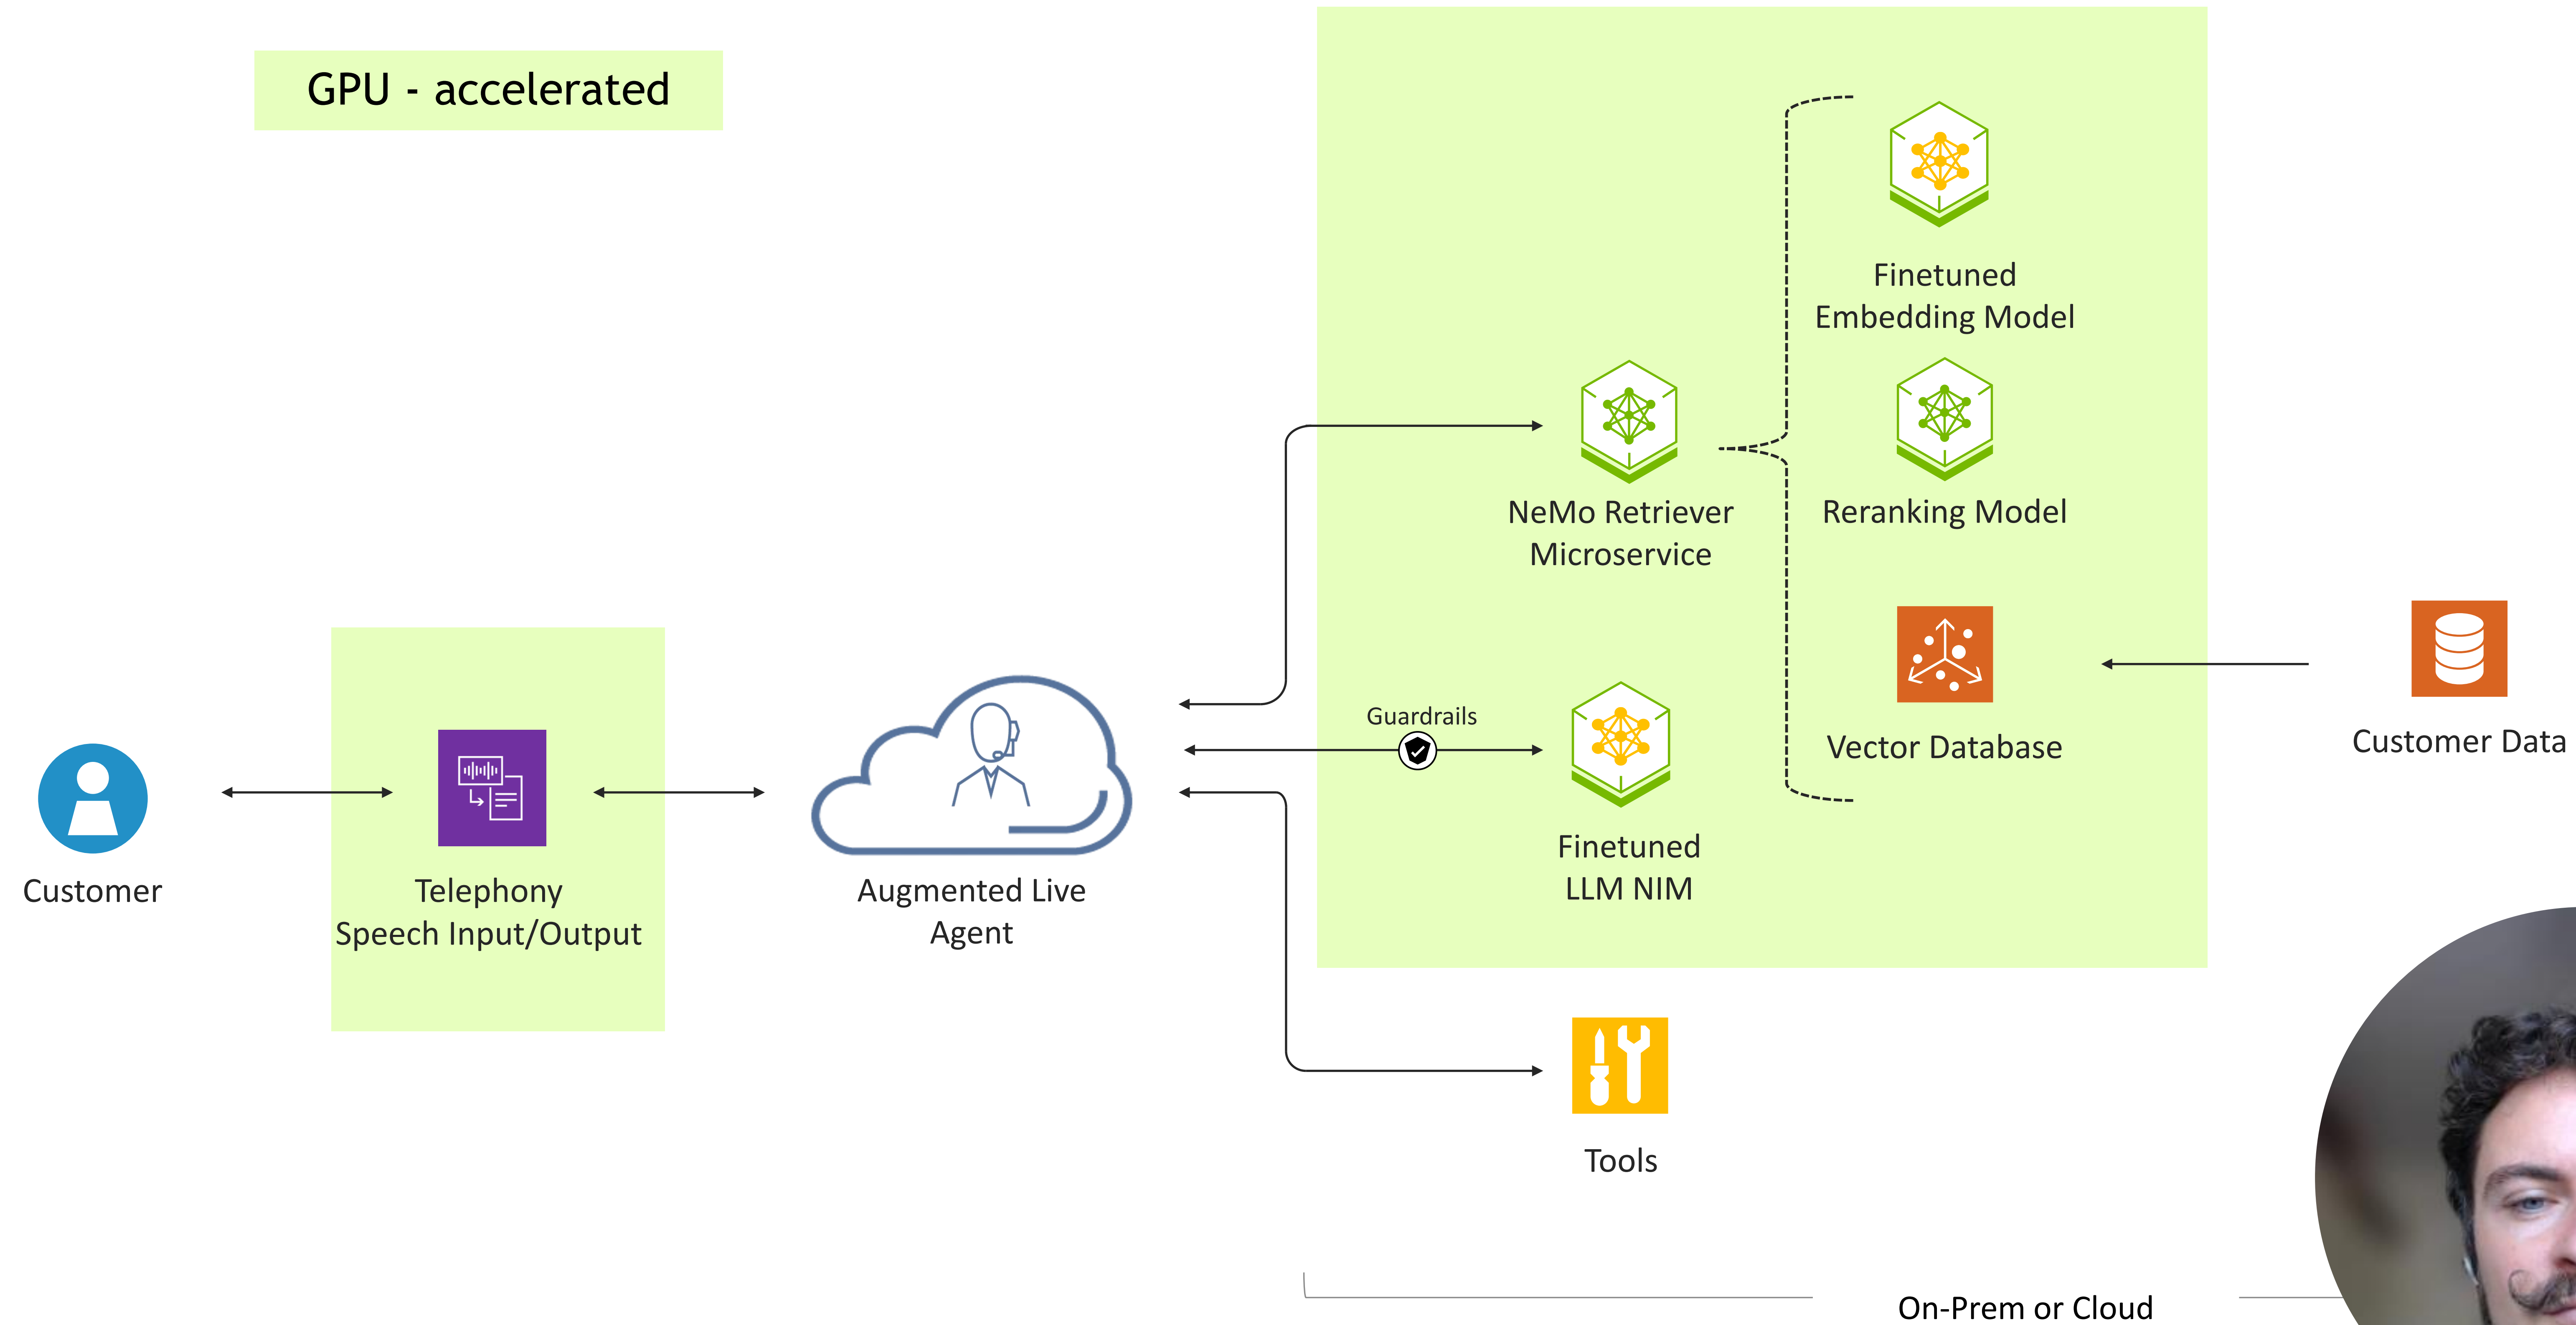 GPU - accelerated
Finetuned
Embedding Model
NeMo Retriever
Microservice
Reranking Model
Guardrails
Vector Database
Customer Data
Finetuned
LLM NIM
Customer
Telephony
Speech Input/Output
Augmented Live
Agent
Tools
On-Prem or Cloud